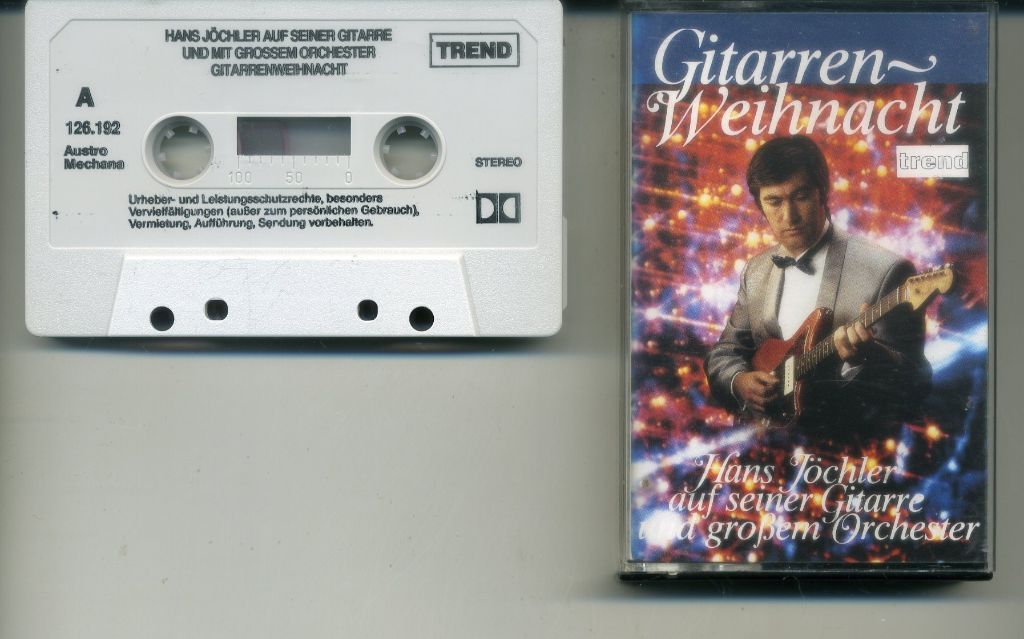 HANS JÖCHLER AUF SEINER GITARRE
UND MIT GROSSEM ORCHESTER
GITARRENWEIHNACHT
TREND
A
126.192
Austro
Mechana
STEREO
100 50 0
Urheber- und Leistungsschutzrechte, besonders
Vervielfältigungen (außer zum persönlichen Gebrauch),
Vermietung, Aufführung, Sendung vorbehalten.
Gitarren~
Weihnacht
trend
Hans Jöchler
auf seiner Gitarre
und großem Orchester